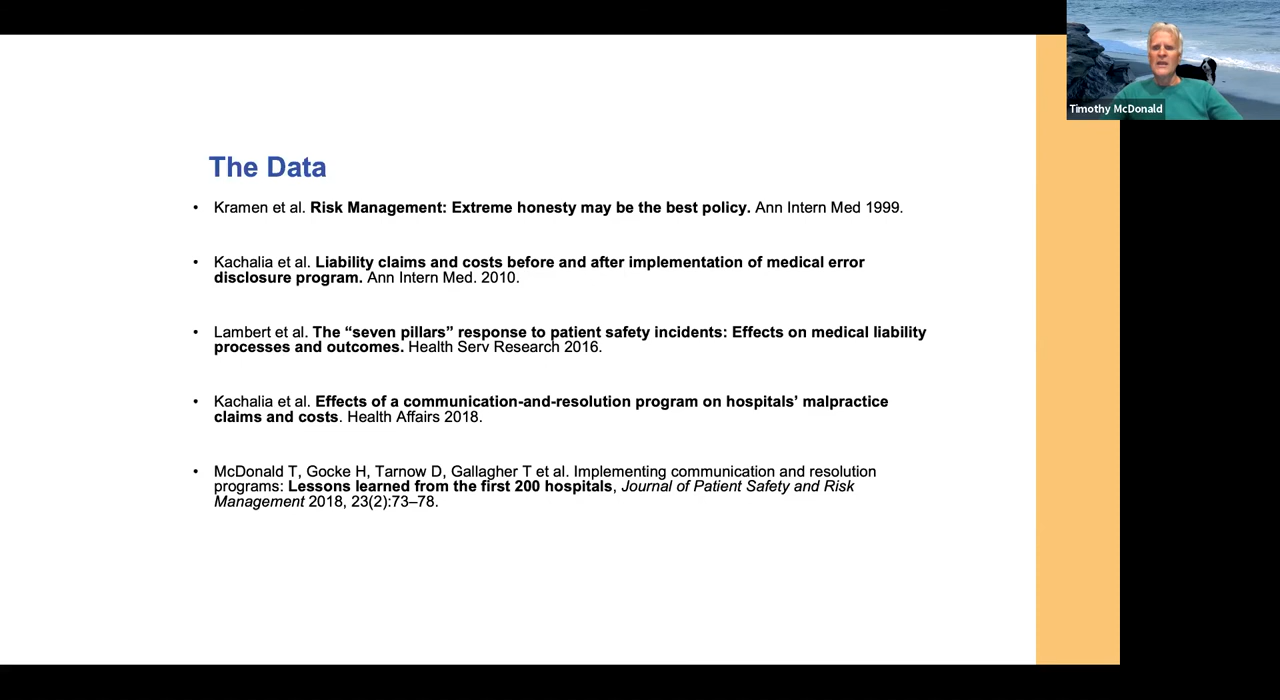 Timothy McDonald
The Data
• Kramen et al. Risk Management: Extreme honesty may be the best policy. Ann Intern Med 1999.
• Kachalia et al. Liability claims and costs before and after implementation of medical error
disclosure program. Ann Intern Med. 2010.
• Lambert et al. The “seven pillars” response to patient safety incidents: Effects on medical liability
processes and outcomes. Health Serv Research 2016.
• Kachalia et al. Effects of a communication-and-resolution program on hospitals’ malpractice
claims and costs. Health Affairs 2018.
• McDonald T, Gocke H, Tarnow D, Gallagher T et al. Implementing communication and resolution
programs: Lessons learned from the first 200 hospitals, Journal of Patient Safety and Risk
Management 2018, 23(2):73–78.